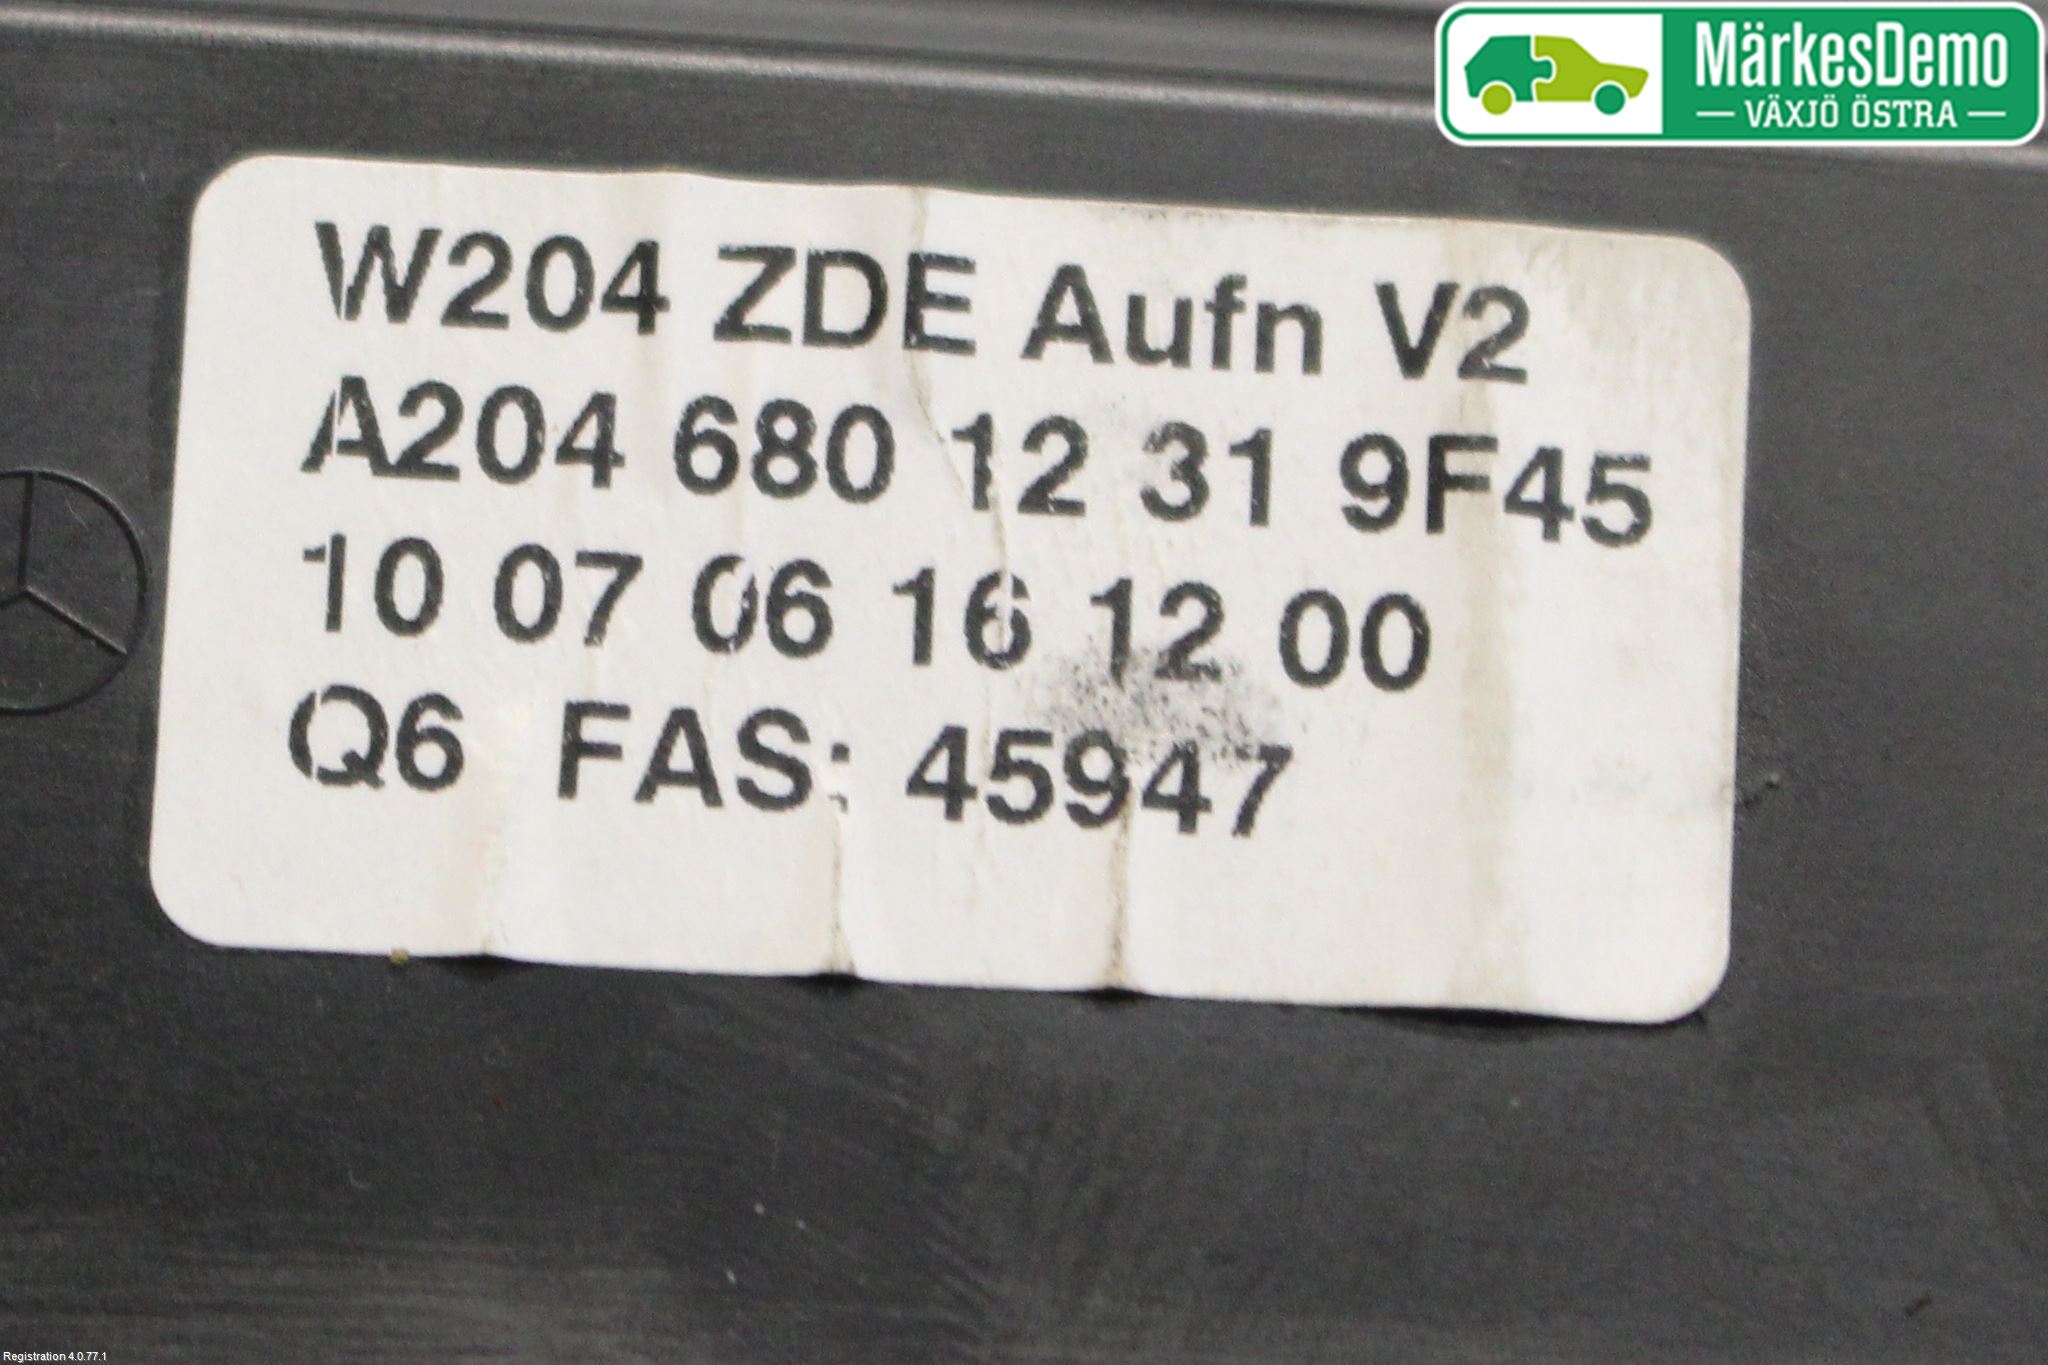 MärkesDemo
— VÄXJÖ ÖSTRA —
W204 ZDE Aufn V2
A204 680 12 31 9F45
10 07 06 16 12 00
Q6 FAS: 45947
Registration 4.0.77.1